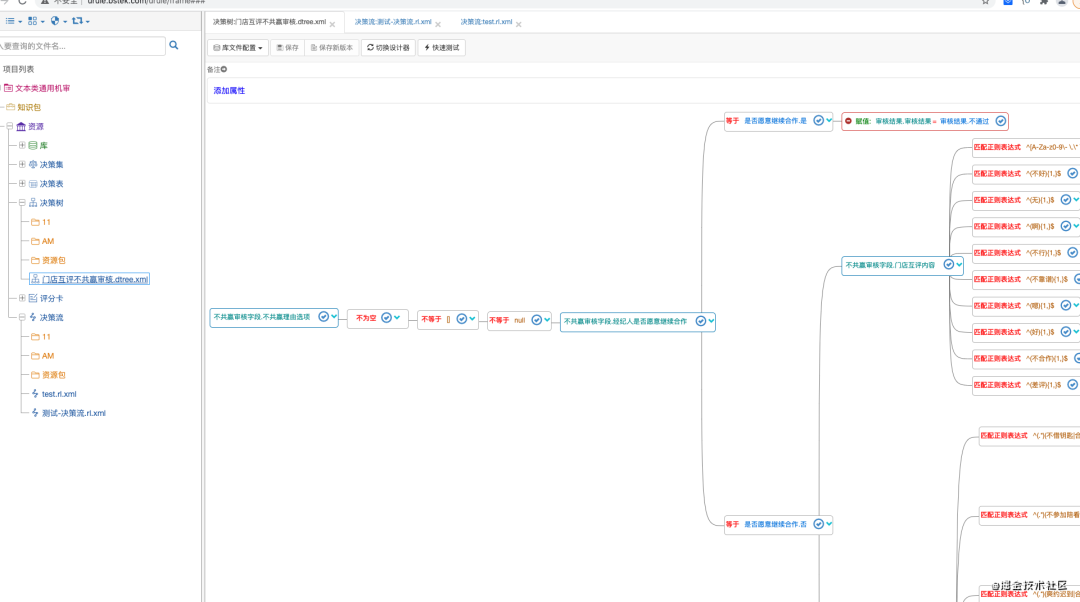 不安全 | urule.bstek.com/urule/frame###
入要查询的文件名...
项目列表
文本类通用机审
知识包
资源
库
决策集
决策表
决策树
11
AM
资源包
门店互评不共赢审核.dtree.xml
评分卡
决策流
11
AM
资源包
test.rl.xml
测试-决策流.rl.xml
决策树:门店互评不共赢审核.dtree.xml
决策流:测试-决策流.rl.xml
决策流:test.rl.xml
库文件配置
保存
保存新版本
切换设计器
快速测试
备注
添加属性
不共赢审核字段.不共赢理由选项
不为空
不等于 []
不等于 null
不共赢审核字段.经纪人是否愿意继续合作
等于 是否愿意继续合作.是
赋值: 审核结果.审核结果 = 审核结果.不通过
等于 是否愿意继续合作.否
不共赢审核字段.门店互评内容
匹配正则表达式 ^[A-Za-z0-9\- \.\"
匹配正则表达式 ^(不好){1,}$
匹配正则表达式 ^(无){1,}$
匹配正则表达式 ^(啊){1,}$
匹配正则表达式 ^(不行){1,}$
匹配正则表达式 ^(不靠谱){1,}$
匹配正则表达式 ^(嗯){1,}$
匹配正则表达式 ^(好){1,}$
匹配正则表达式 ^(不合作){1,}$
匹配正则表达式 ^(差评){1,}$
匹配正则表达式 ^(.*)(不借钥匙|合
匹配正则表达式 ^(.*)(不参加陪看
匹配正则表达式
@掘金技术社区